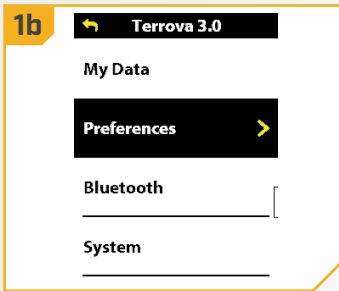 1b
Terrova 3.0
My Data
Preferences
Bluetooth
System